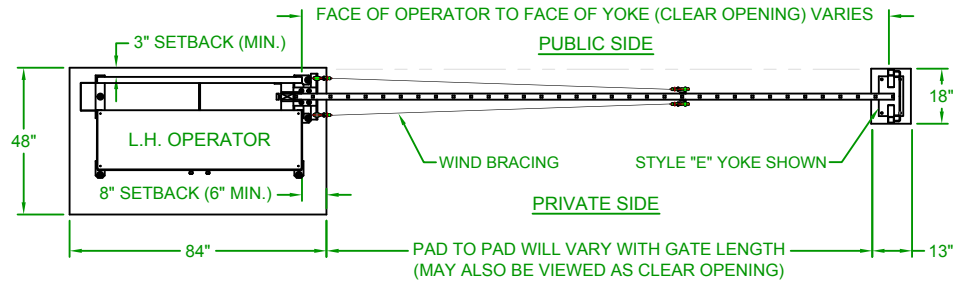 FACE OF OPERATOR TO FACE OF YOKE (CLEAR OPENING) VARIES
3" SETBACK (MIN.)
PUBLIC SIDE
48"
18"
L.H. OPERATOR
WIND BRACING
STYLE "E" YOKE SHOWN
8" SETBACK (6" MIN.)
PRIVATE SIDE
84"
PAD TO PAD WILL VARY WITH GATE LENGTH
(MAY ALSO BE VIEWED AS CLEAR OPENING)
13"